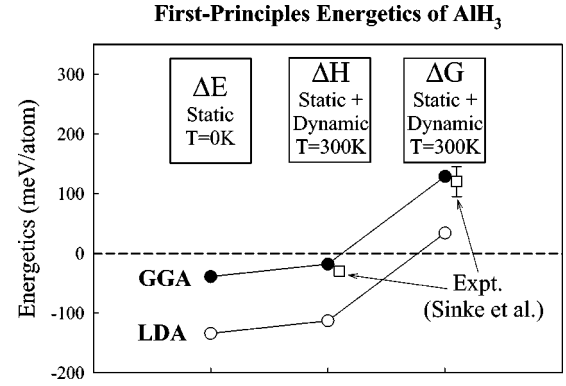 First-Principles Energetics of AlH₃
Energetics (meV/atom)
300
200
100
0
-100
-200
ΔE
Static
T=0K
ΔH
Static +
Dynamic
T=300K
ΔG
Static +
Dynamic
T=300K
GGA
LDA
Expt.
(Sinke et al.)